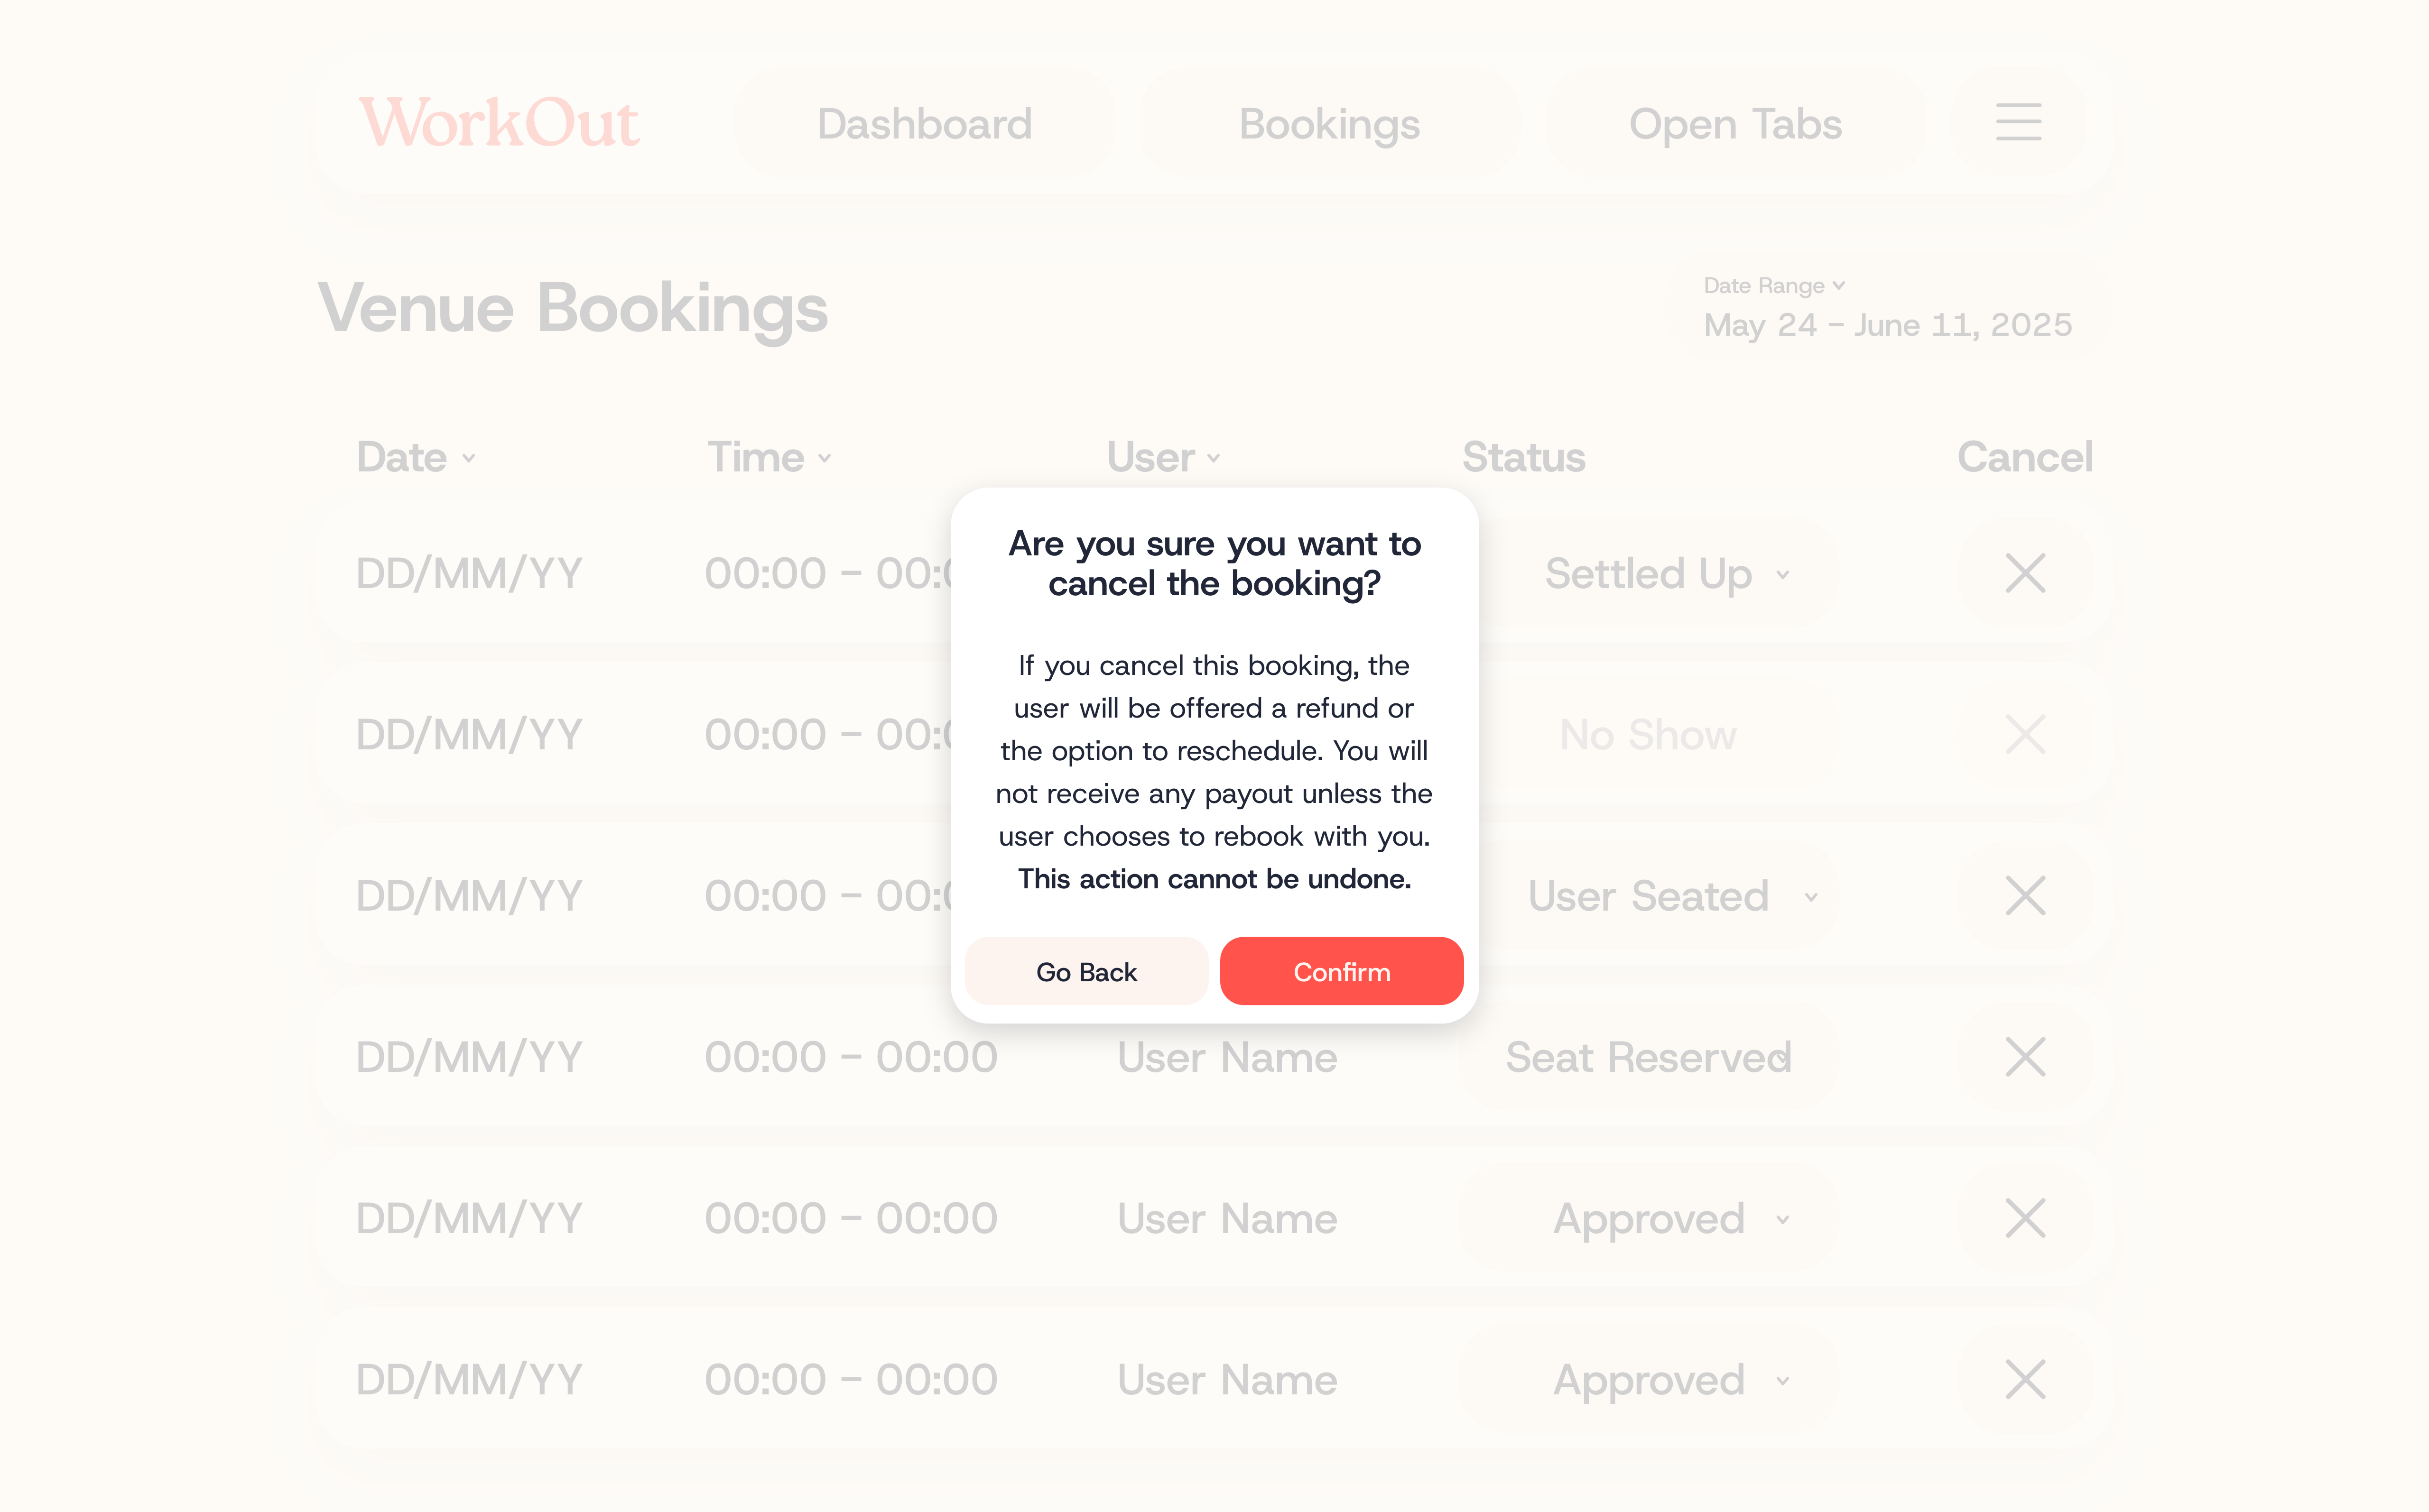 WorkOut Dashboard Bookings Open Tabs
Venue Bookings
Date Range
May 24 – June 11, 2025
Date Time User Status Cancel
DD/MM/YY 00:00 – 00: Settled Up
DD/MM/YY 00:00 – 00: No Show
DD/MM/YY 00:00 – 00: User Seated
DD/MM/YY 00:00 – 00:00 User Name Seat Reserved
DD/MM/YY 00:00 – 00:00 User Name Approved
DD/MM/YY 00:00 – 00:00 User Name Approved
Are you sure you want to
cancel the booking?
If you cancel this booking, the
user will be offered a refund or
the option to reschedule. You will
not receive any payout unless the
user chooses to rebook with you.
This action cannot be undone.
Go Back Confirm